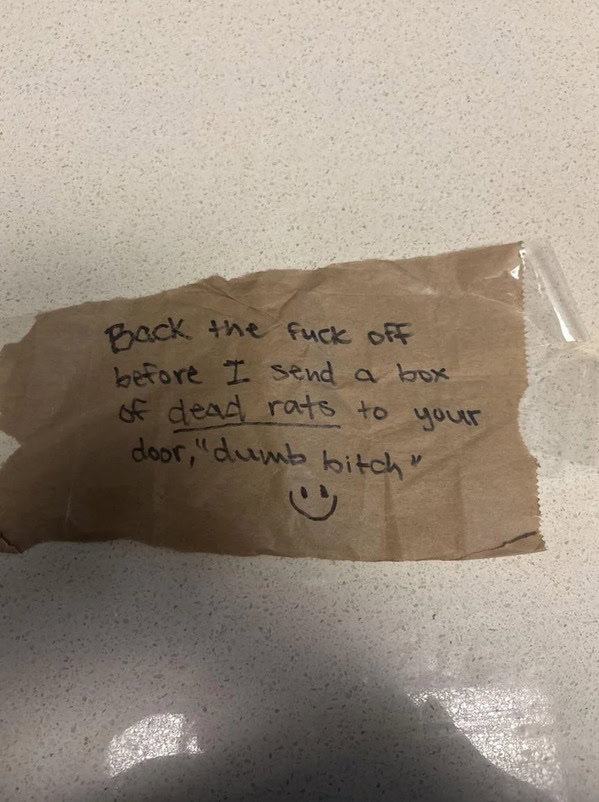 Back the fuck off
before I send a box
of dead rats to your
door, "dumb bitch"